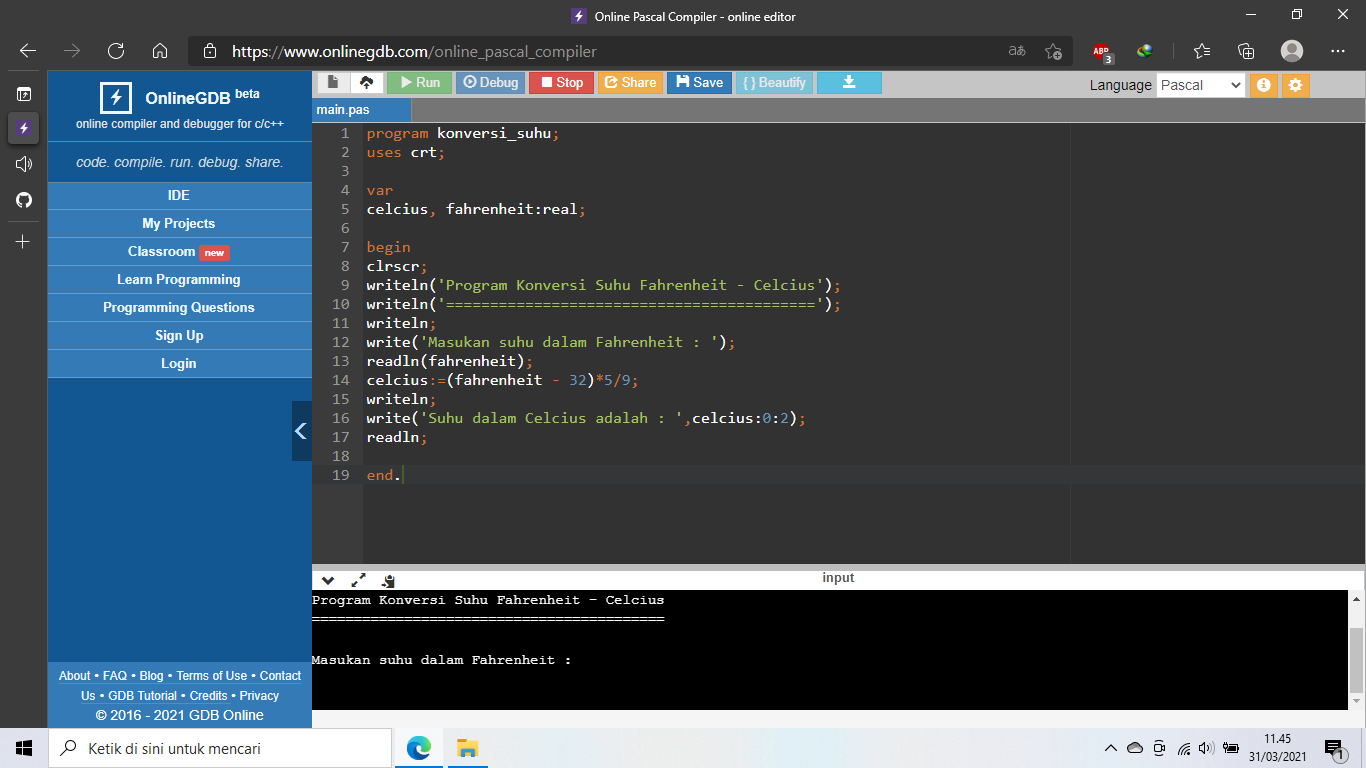 Online Pascal Compiler - online editor
https://www.onlinegdb.com/online_pascal_compiler
aあ
ABP
3
OnlineGDB beta
online compiler and debugger for c/c++
code. compile. run. debug. share.
IDE
My Projects
Classroom new
Learn Programming
Programming Questions
Sign Up
Login
About • FAQ • Blog • Terms of Use • Contact
Us • GDB Tutorial • Credits • Privacy
© 2016 - 2021 GDB Online
Run Debug Stop Share Save { } Beautify
Language Pascal
main.pas
1 program konversi_suhu;
2 uses crt;
3
4 var
5 celcius, fahrenheit:real;
6
7 begin
8 clrscr;
9 writeln('Program Konversi Suhu Fahrenheit - Celcius');
10 writeln('==========================================');
11 writeln;
12 write('Masukan suhu dalam Fahrenheit : ');
13 readln(fahrenheit);
14 celcius:=(fahrenheit - 32)*5/9;
15 writeln;
16 write('Suhu dalam Celcius adalah : ',celcius:0:2);
17 readln;
18
19 end.
input
Program Konversi Suhu Fahrenheit - Celcius
==========================================
Masukan suhu dalam Fahrenheit :
Ketik di sini untuk mencari
11.45
31/03/2021
1